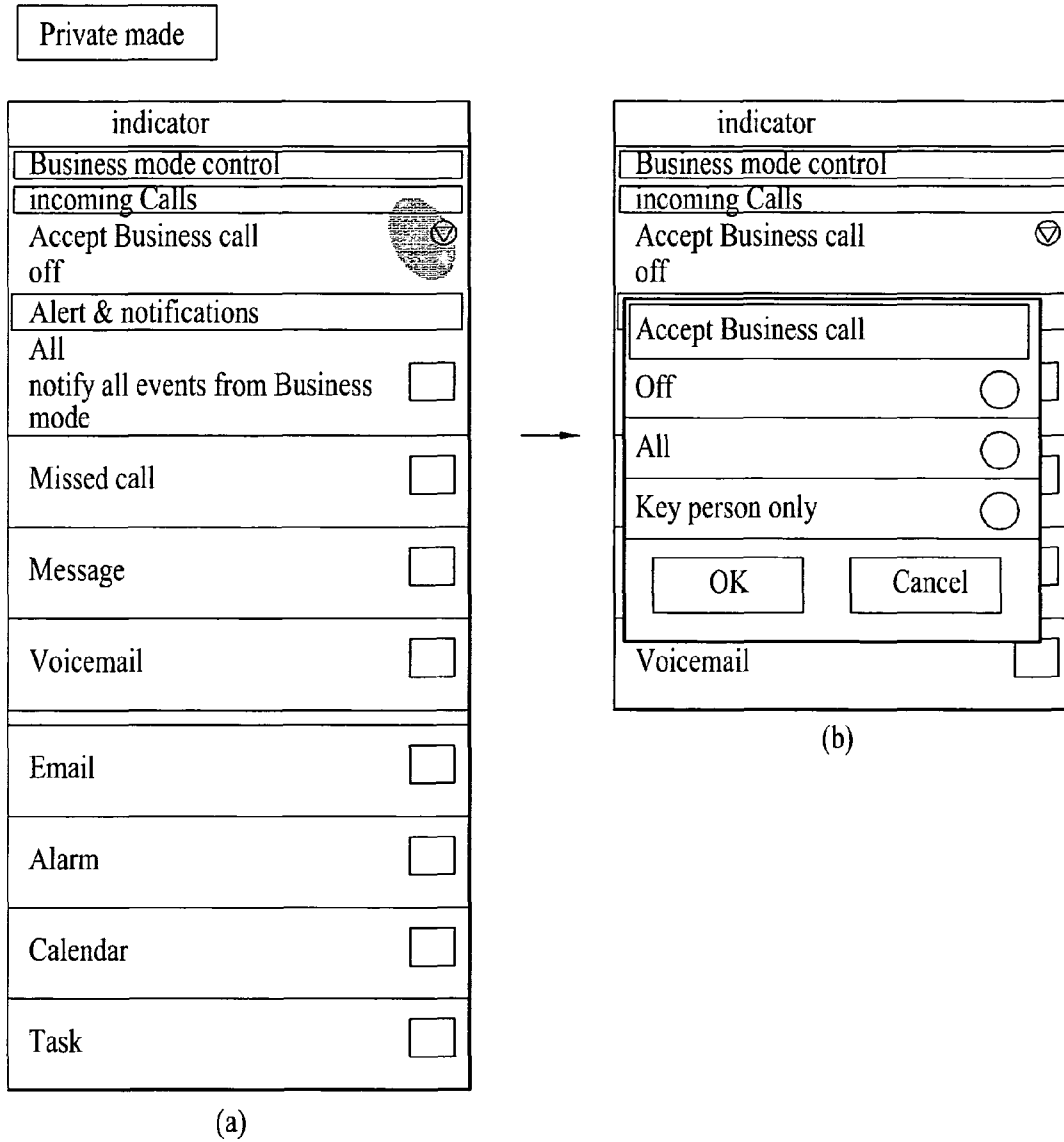 Private made
indicator
Business mode control
incoming Calls
Accept Business call
off
Alert & notifications
All
notify all events from Business
mode
Missed call
Message
Voicemail
Email
Alarm
Calendar
Task
(a)
indicator
Business mode control
incoming Calls
Accept Business call
off
Accept Business call
Off
All
Key person only
OK
Cancel
Voicemail
(b)